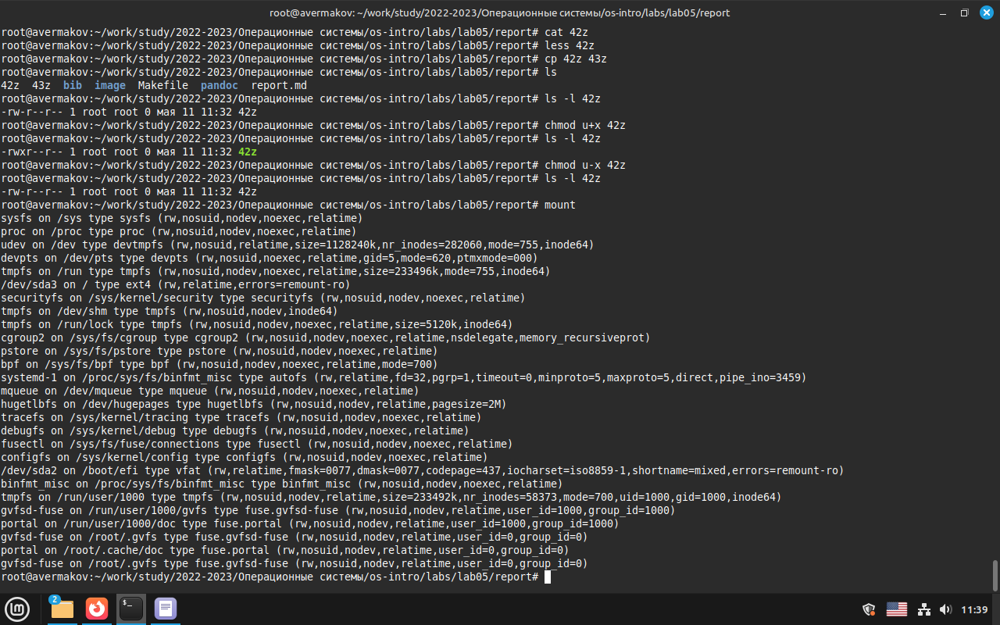 root@avermakov: ~/work/study/2022-2023/Операционные системы/os-intro/labs/lab05/report
root@avermakov:~/work/study/2022-2023/Операционные системы/os-intro/labs/lab05/report# cat 42z
root@avermakov:~/work/study/2022-2023/Операционные системы/os-intro/labs/lab05/report# less 42z
root@avermakov:~/work/study/2022-2023/Операционные системы/os-intro/labs/lab05/report# cp 42z 43z
root@avermakov:~/work/study/2022-2023/Операционные системы/os-intro/labs/lab05/report# ls
42z  43z  bib  image  Makefile  pandoc  report.md
root@avermakov:~/work/study/2022-2023/Операционные системы/os-intro/labs/lab05/report# ls -l 42z
-rw-r--r-- 1 root root 0 мая 11 11:32 42z
root@avermakov:~/work/study/2022-2023/Операционные системы/os-intro/labs/lab05/report# chmod u+x 42z
root@avermakov:~/work/study/2022-2023/Операционные системы/os-intro/labs/lab05/report# ls -l 42z
-rwxr--r-- 1 root root 0 мая 11 11:32 42z
root@avermakov:~/work/study/2022-2023/Операционные системы/os-intro/labs/lab05/report# chmod u-x 42z
root@avermakov:~/work/study/2022-2023/Операционные системы/os-intro/labs/lab05/report# ls -l 42z
-rw-r--r-- 1 root root 0 мая 11 11:32 42z
root@avermakov:~/work/study/2022-2023/Операционные системы/os-intro/labs/lab05/report# mount
sysfs on /sys type sysfs (rw,nosuid,nodev,noexec,relatime)
proc on /proc type proc (rw,nosuid,nodev,noexec,relatime)
udev on /dev type devtmpfs (rw,nosuid,relatime,size=1128240k,nr_inodes=282060,mode=755,inode64)
devpts on /dev/pts type devpts (rw,nosuid,noexec,relatime,gid=5,mode=620,ptmxmode=000)
tmpfs on /run type tmpfs (rw,nosuid,nodev,noexec,relatime,size=233496k,mode=755,inode64)
/dev/sda3 on / type ext4 (rw,relatime,errors=remount-ro)
securityfs on /sys/kernel/security type securityfs (rw,nosuid,nodev,noexec,relatime)
tmpfs on /dev/shm type tmpfs (rw,nosuid,nodev,inode64)
tmpfs on /run/lock type tmpfs (rw,nosuid,nodev,noexec,relatime,size=5120k,inode64)
cgroup2 on /sys/fs/cgroup type cgroup2 (rw,nosuid,nodev,noexec,relatime,nsdelegate,memory_recursiveprot)
pstore on /sys/fs/pstore type pstore (rw,nosuid,nodev,noexec,relatime)
bpf on /sys/fs/bpf type bpf (rw,nosuid,nodev,noexec,relatime,mode=700)
systemd-1 on /proc/sys/fs/binfmt_misc type autofs (rw,relatime,fd=32,pgrp=1,timeout=0,minproto=5,maxproto=5,direct,pipe_ino=3459)
mqueue on /dev/mqueue type mqueue (rw,nosuid,nodev,noexec,relatime)
hugetlbfs on /dev/hugepages type hugetlbfs (rw,nosuid,nodev,relatime,pagesize=2M)
tracefs on /sys/kernel/tracing type tracefs (rw,nosuid,nodev,noexec,relatime)
debugfs on /sys/kernel/debug type debugfs (rw,nosuid,nodev,noexec,relatime)
fusectl on /sys/fs/fuse/connections type fusectl (rw,nosuid,nodev,noexec,relatime)
configfs on /sys/kernel/config type configfs (rw,nosuid,nodev,noexec,relatime)
/dev/sda2 on /boot/efi type vfat (rw,relatime,fmask=0077,dmask=0077,codepage=437,iocharset=iso8859-1,shortname=mixed,errors=remount-ro)
binfmt_misc on /proc/sys/fs/binfmt_misc type binfmt_misc (rw,nosuid,nodev,noexec,relatime)
tmpfs on /run/user/1000 type tmpfs (rw,nosuid,nodev,relatime,size=233492k,nr_inodes=58373,mode=700,uid=1000,gid=1000,inode64)
gvfsd-fuse on /run/user/1000/gvfs type fuse.gvfsd-fuse (rw,nosuid,nodev,relatime,user_id=1000,group_id=1000)
portal on /run/user/1000/doc type fuse.portal (rw,nosuid,nodev,relatime,user_id=1000,group_id=1000)
gvfsd-fuse on /root/.gvfs type fuse.gvfsd-fuse (rw,nosuid,nodev,relatime,user_id=0,group_id=0)
portal on /root/.cache/doc type fuse.portal (rw,nosuid,nodev,relatime,user_id=0,group_id=0)
gvfsd-fuse on /root/.gvfs type fuse.gvfsd-fuse (rw,nosuid,nodev,relatime,user_id=0,group_id=0)
root@avermakov:~/work/study/2022-2023/Операционные системы/os-intro/labs/lab05/report#
2
$_
11:39